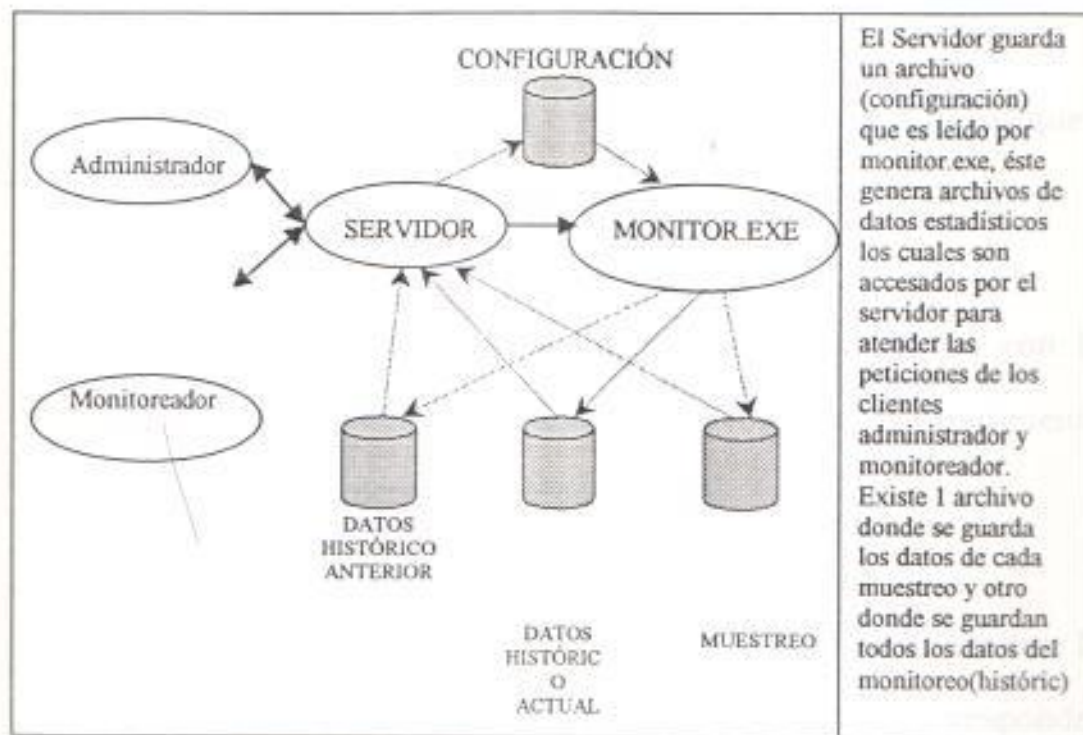 CONFIGURACIÓN
Administrador
SERVIDOR
MONITOR.EXE
Monitoreador
DATOS
HISTÓRICO
ANTERIOR
DATOS
HISTÓRIC
O
ACTUAL
MUESTREO
El Servidor guarda
un archivo
(configuración)
que es leído por
monitor.exe, éste
genera archivos de
datos estadísticos
los cuales son
accesados por el
servidor para
atender las
peticiones de los
clientes
administrador y
monitoreador.
Existe 1 archivo
donde se guarda
los datos de cada
muestreo y otro
donde se guardan
todos los datos del
monitoreo(históric)